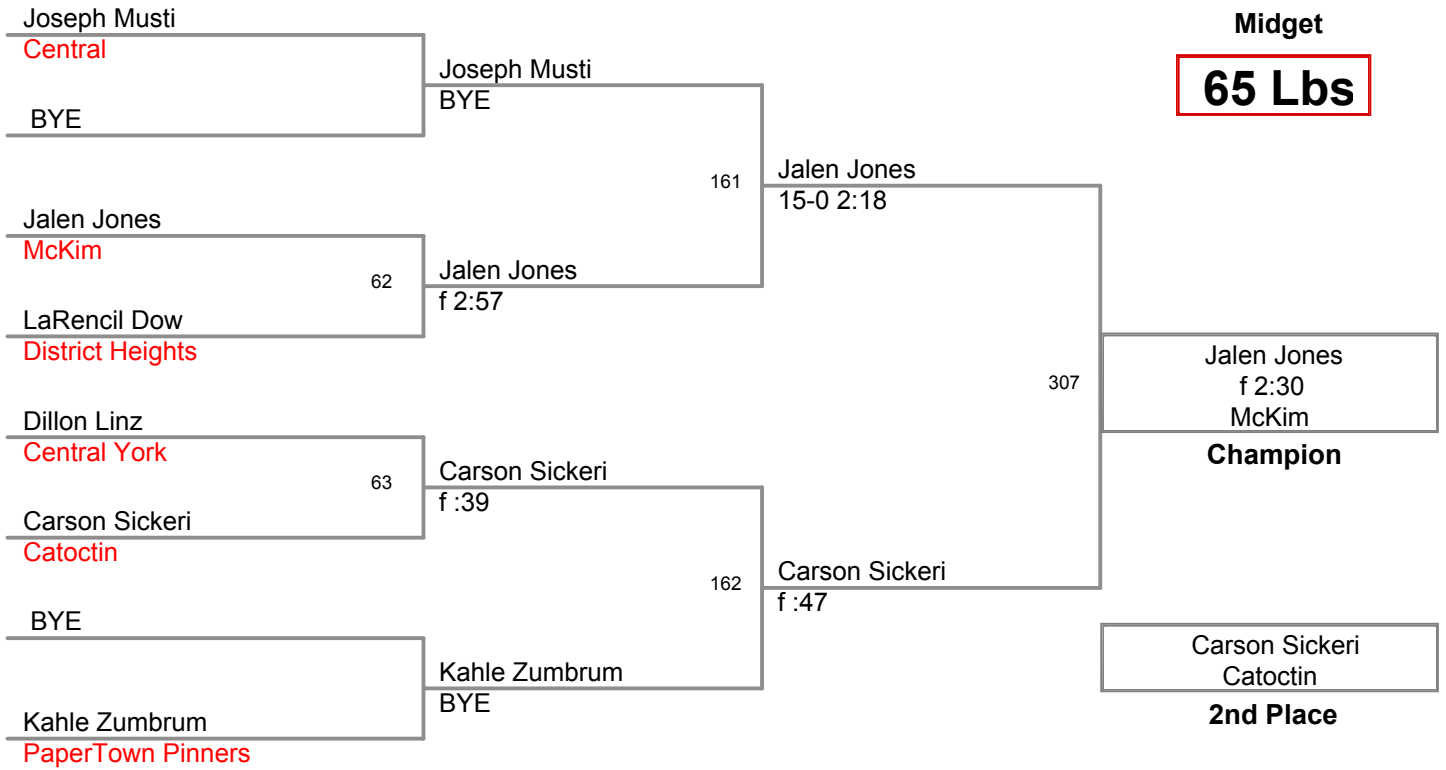 Joseph Musti
Central
BYE
Joseph Musti
BYE
Jalen Jones
McKim
62
LaRencil Dow
District Heights
Jalen Jones
f 2:57
161
Jalen Jones
15-0 2:18
Dillon Linz
Central York
63
Carson Sickeri
Catoctin
Carson Sickeri
f :39
BYE
Kahle Zumbrum
PaperTown Pinners
Kahle Zumbrum
BYE
162
Carson Sickeri
f :47
307
Midget
65 Lbs
Jalen Jones
f 2:30
McKim
Champion
Carson Sickeri
Catoctin
2nd Place